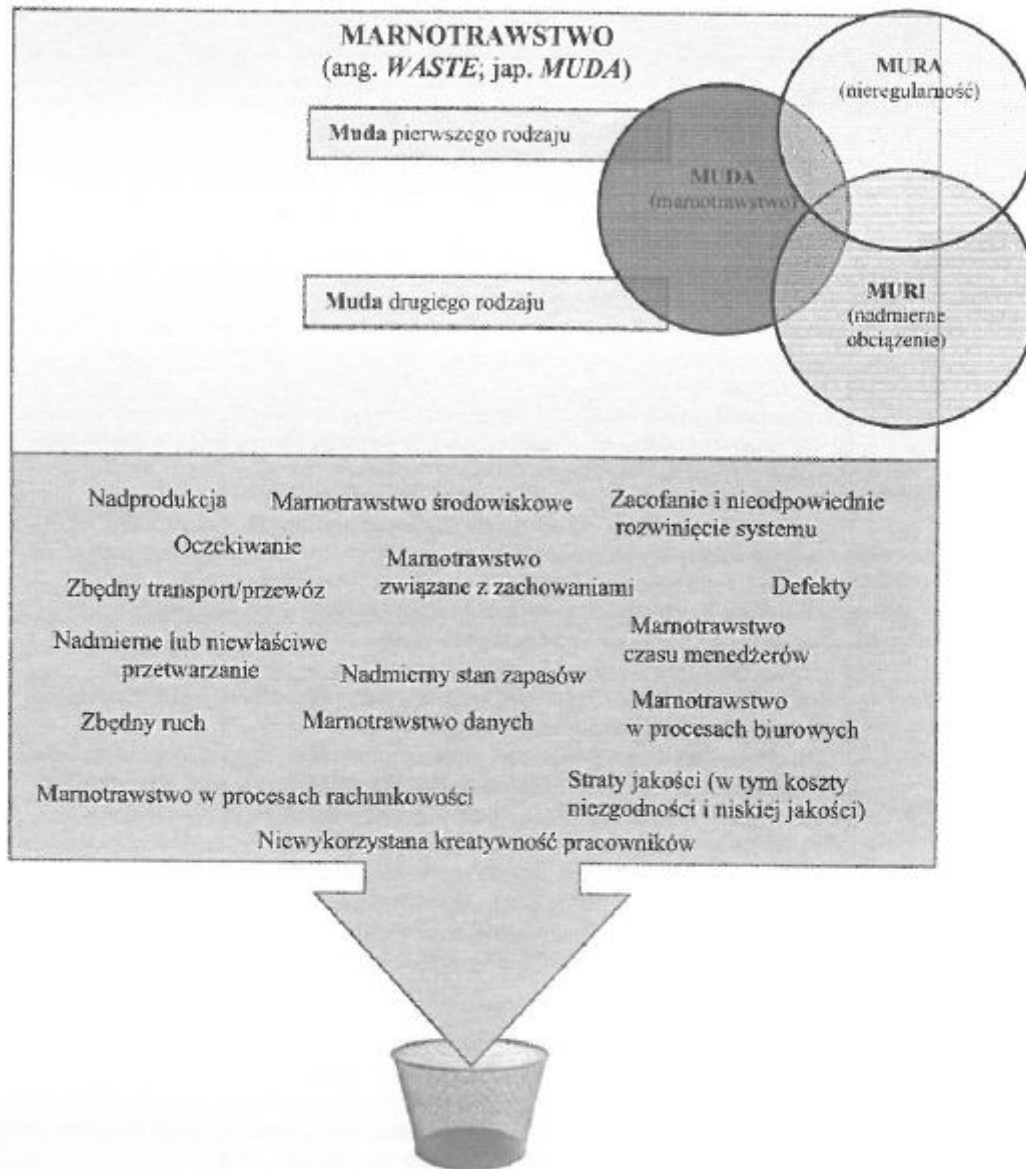 MARNOTRAWSTWO
(ang. WASTE; jap. MUDA)
MURA
(nieregularność)
Muda pierwszego rodzaju
MUDA
(marnotrawstwo)
Muda drugiego rodzaju
MURI
(nadmierne
obciążenie)
Nadprodukcja
Marnotrawstwo środowiskowe
Zacofanie i nieodpowiednie
rozwinięcie systemu
Oczekiwanie
Marnotrawstwo
związane z zachowaniami
Zbędny transport/przewóz
Defekty
Nadmierne lub niewłaściwe
przetwarzanie
Marnotrawstwo
czasu menedżerów
Nadmierny stan zapasów
Zbędny ruch
Marnotrawstwo danych
Marnotrawstwo
w procesach biurowych
Marnotrawstwo w procesach rachunkowości
Straty jakości (w tym koszty
niezgodności i niskiej jakości)
Niewykorzystana kreatywność pracowników